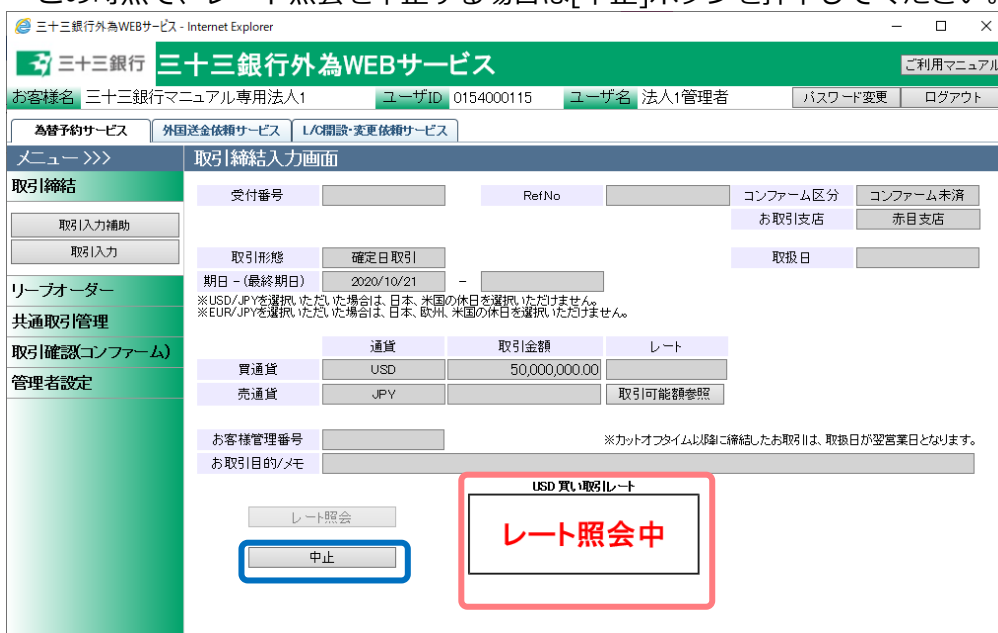 この時点で、レート照会を中止する場合は[中止]ボタンを押下してください。
三十三銀行外為WEBサービス - Internet Explorer
三十三銀行 三十三銀行外為WEBサービス ご利用マニュアル
お客様名 三十三銀行マニュアル専用法人1 ユーザID 0154000115 ユーザ名 法人1管理者 パスワード変更 ログアウト
為替予約サービス 外国送金依頼サービス L/C開設・変更依頼サービス
メニュー>>> 取引締結入力画面
取引締結
受付番号 RefNo コンファーム区分 コンファーム未済
取引入力補助 お取引支店 赤目支店
取引入力 取引形態 確定日取引 取扱日
リーブオーダー 期日 - (最終期日) 2020/10/21 -
※USD/JPYを選択いただいた場合は、日本、米国の休日を選択いただけません。
※EUR/JPYを選択いただいた場合は、日本、欧州、米国の休日を選択いただけません。
共通取引管理
取引確認(コンファーム) 通貨 取引金額 レート
管理者設定 買通貨 USD 50,000,000.00
売通貨 JPY 取引可能額参照
お客様管理番号 ※カットオフタイム以降に締結したお取引は、取扱日が翌営業日となります。
お取引目的/メモ
USD 買い取引レート
レート照会 レート照会中
中止